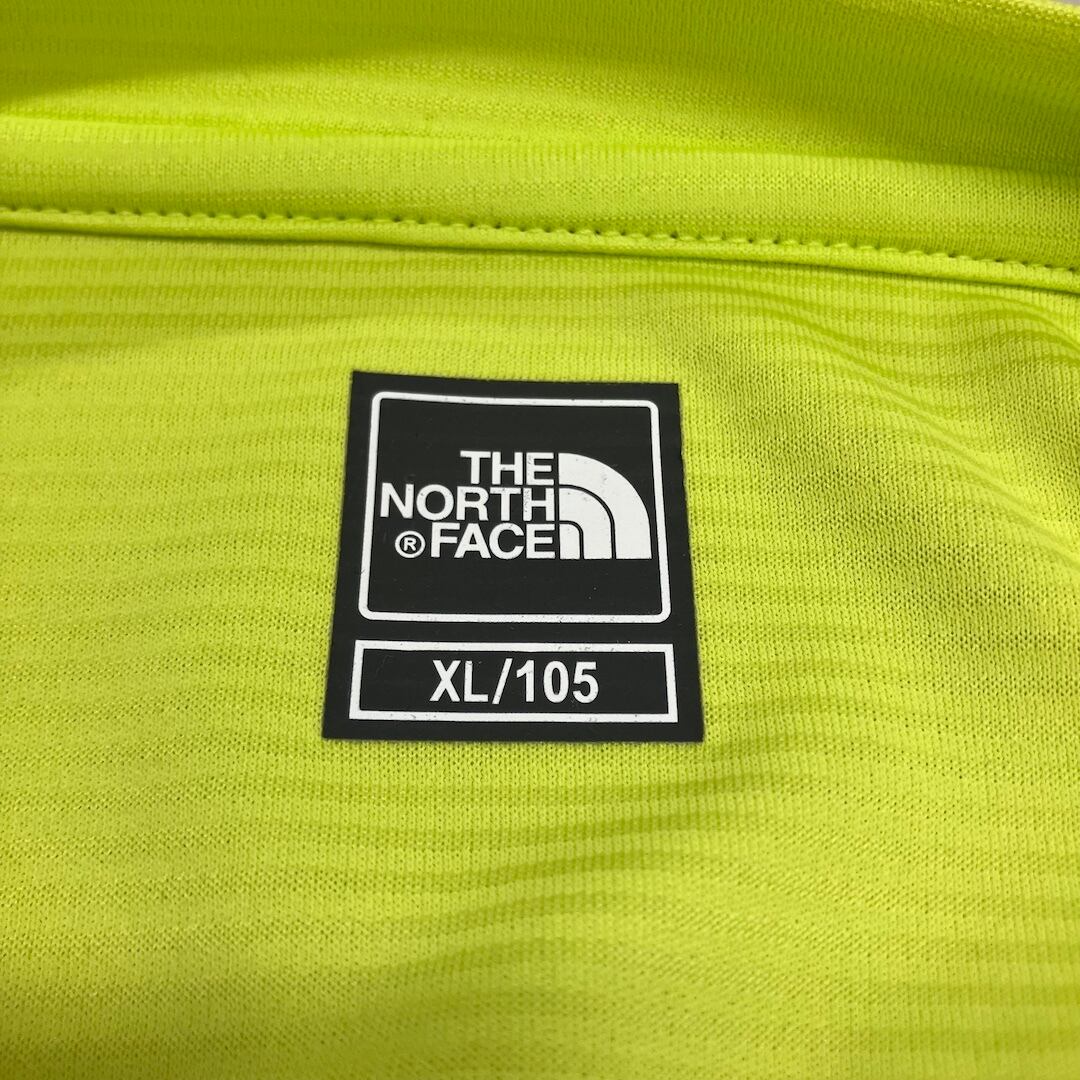 THE
NORTH
® FACE
XL/105